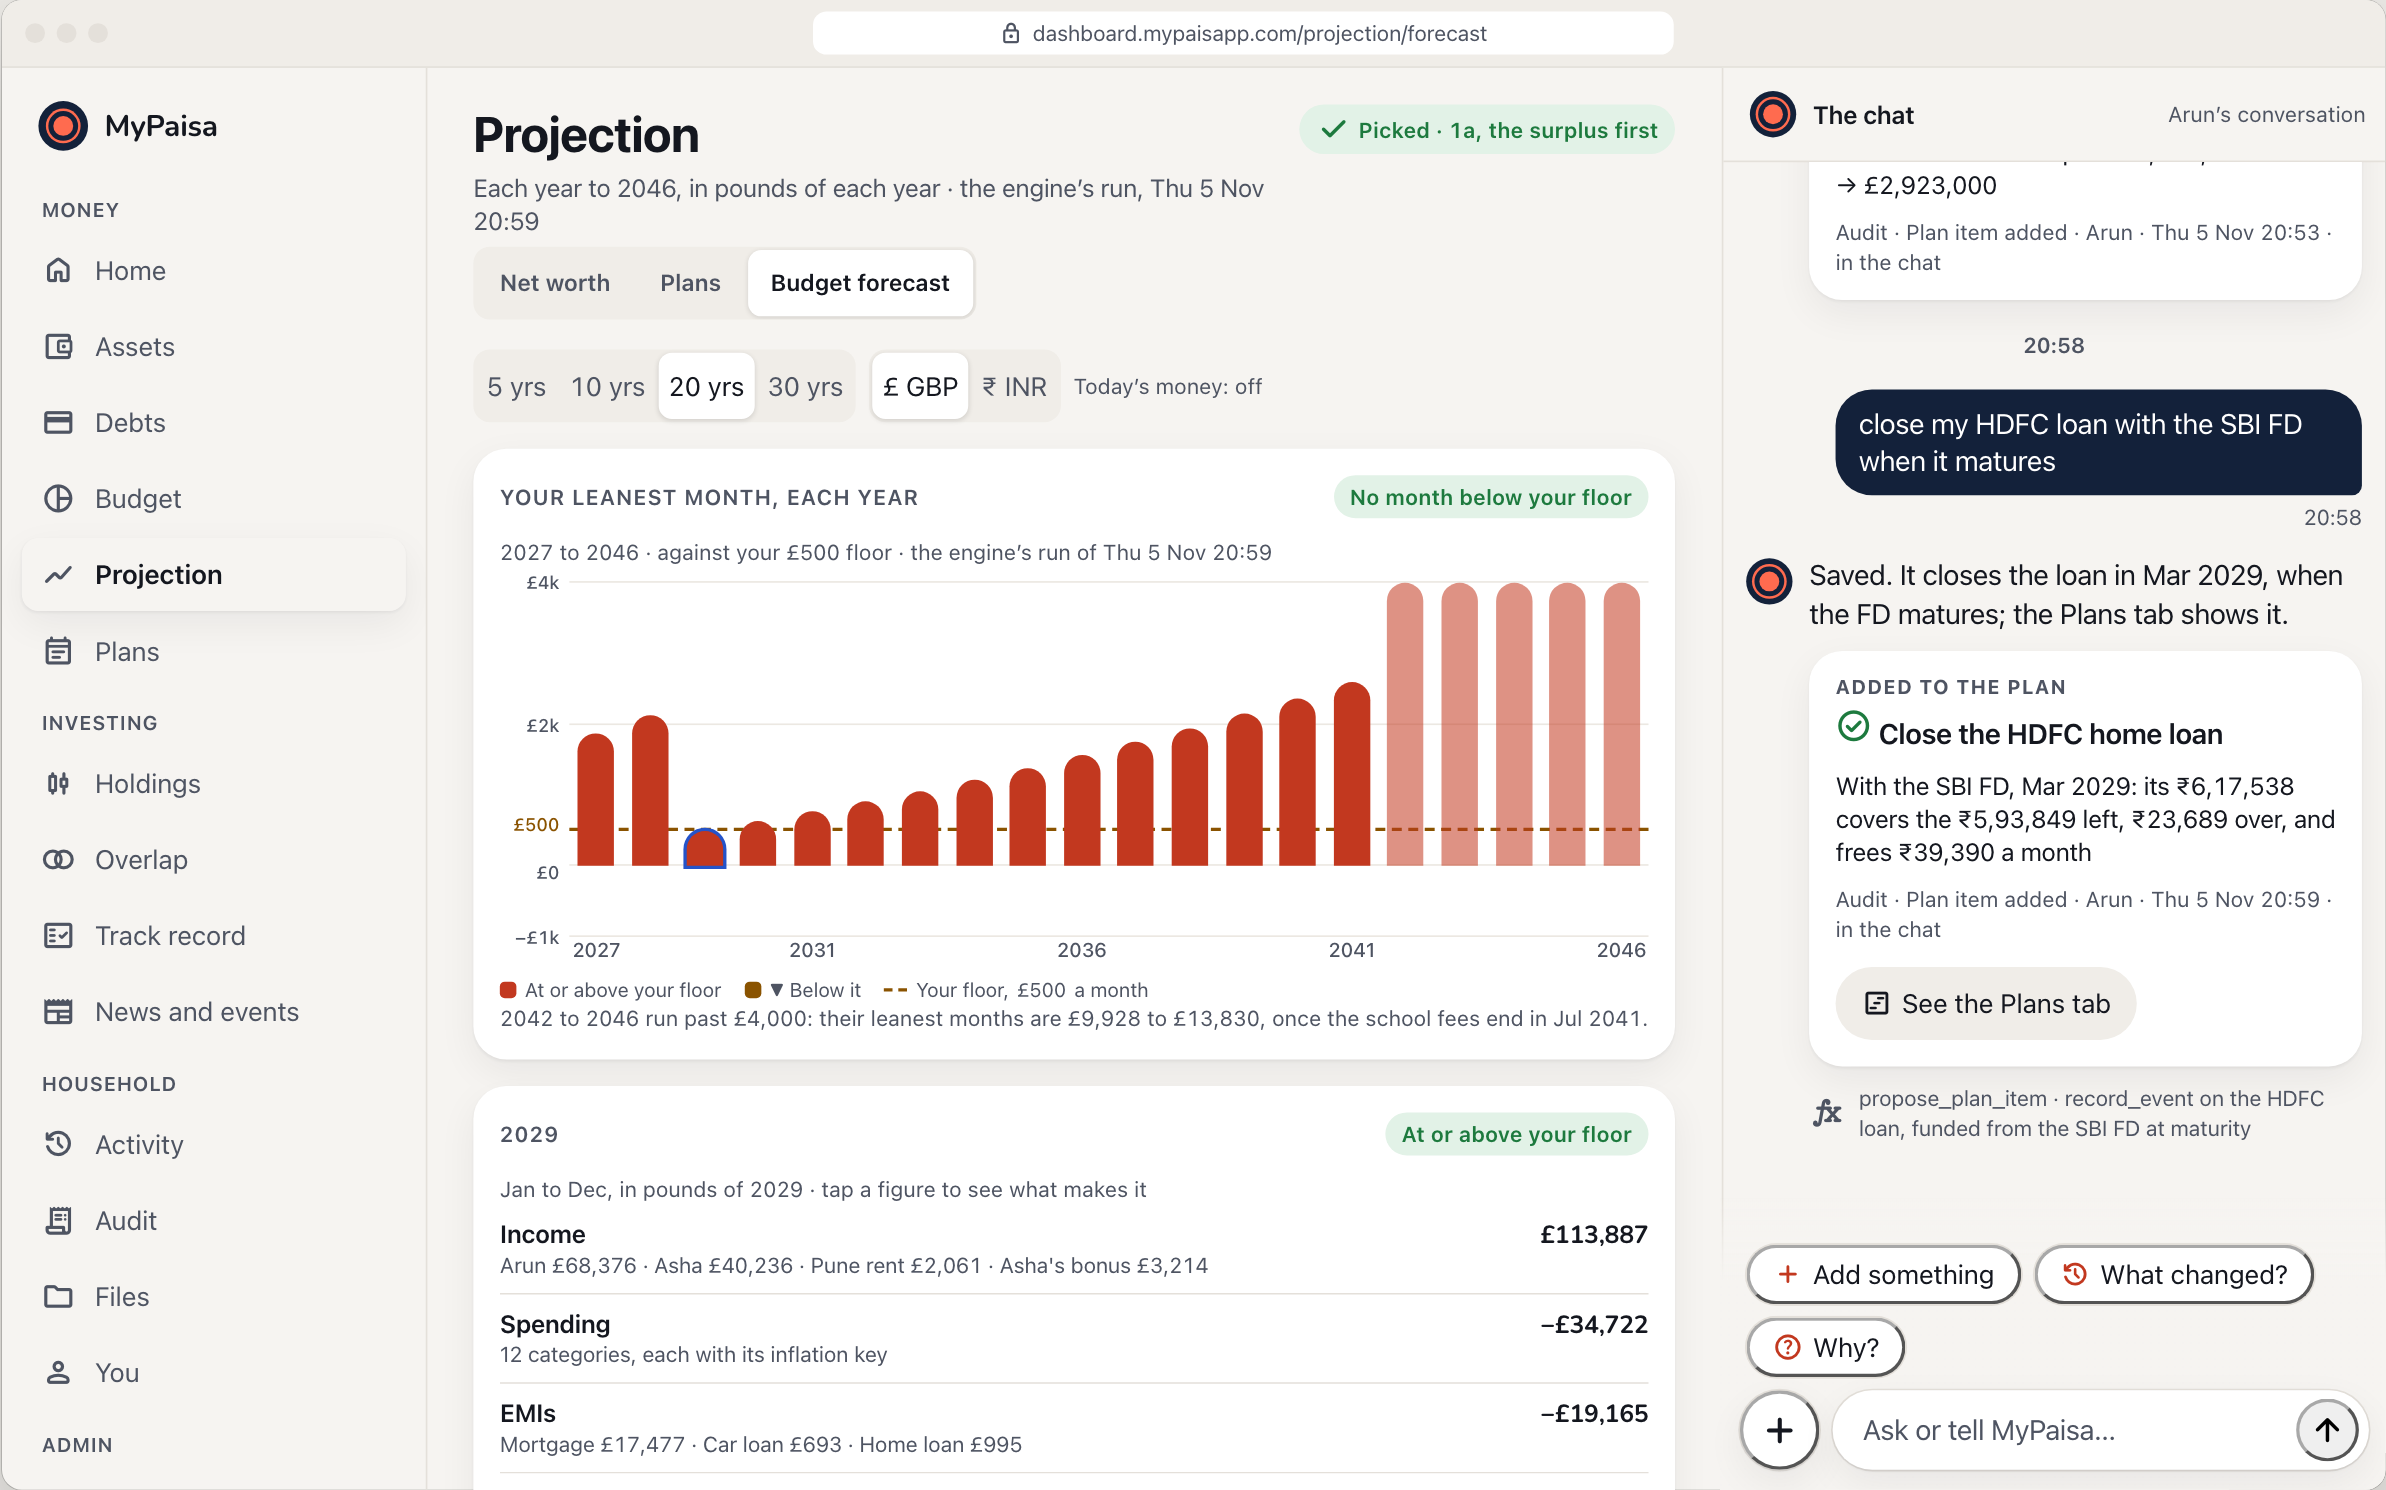 dashboard.mypaisapp.com/projection/forecast
MyPaisa
MONEY
Home
Assets
Debts
Budget
Projection
Plans
INVESTING
Holdings
Overlap
Track record
News and events
HOUSEHOLD
Activity
Audit
Files
You
ADMIN
Projection
Picked · 1a, the surplus first
Each year to 2046, in pounds of each year · the engine’s run, Thu 5 Nov
20:59
Net worth
Plans
Budget forecast
5 yrs
10 yrs
20 yrs
30 yrs
£ GBP
₹ INR
Today’s money: off
YOUR LEANEST MONTH, EACH YEAR
No month below your floor
2027 to 2046 · against your £500 floor · the engine’s run of Thu 5 Nov 20:59
£4k
£2k
£500
£0
−£1k
2027
2031
2036
2041
2046
At or above your floor
▼ Below it
Your floor, £500 a month
2042 to 2046 run past £4,000: their leanest months are £9,928 to £13,830, once the school fees end in Jul 2041.
2029
At or above your floor
Jan to Dec, in pounds of 2029 · tap a figure to see what makes it
Income
£113,887
Arun £68,376 · Asha £40,236 · Pune rent £2,061 · Asha's bonus £3,214
Spending
−£34,722
12 categories, each with its inflation key
EMIs
−£19,165
Mortgage £17,477 · Car loan £693 · Home loan £995
The chat
Arun’s conversation
→ £2,923,000
Audit · Plan item added · Arun · Thu 5 Nov 20:53 ·
in the chat
20:58
close my HDFC loan with the SBI FD
when it matures
20:58
Saved. It closes the loan in Mar 2029, when
the FD matures; the Plans tab shows it.
ADDED TO THE PLAN
Close the HDFC home loan
With the SBI FD, Mar 2029: its ₹6,17,538
covers the ₹5,93,849 left, ₹23,689 over, and
frees ₹39,390 a month
Audit · Plan item added · Arun · Thu 5 Nov 20:59 ·
in the chat
See the Plans tab
fx
propose_plan_item · record_event on the HDFC
loan, funded from the SBI FD at maturity
Add something
What changed?
Why?
Ask or tell MyPaisa...